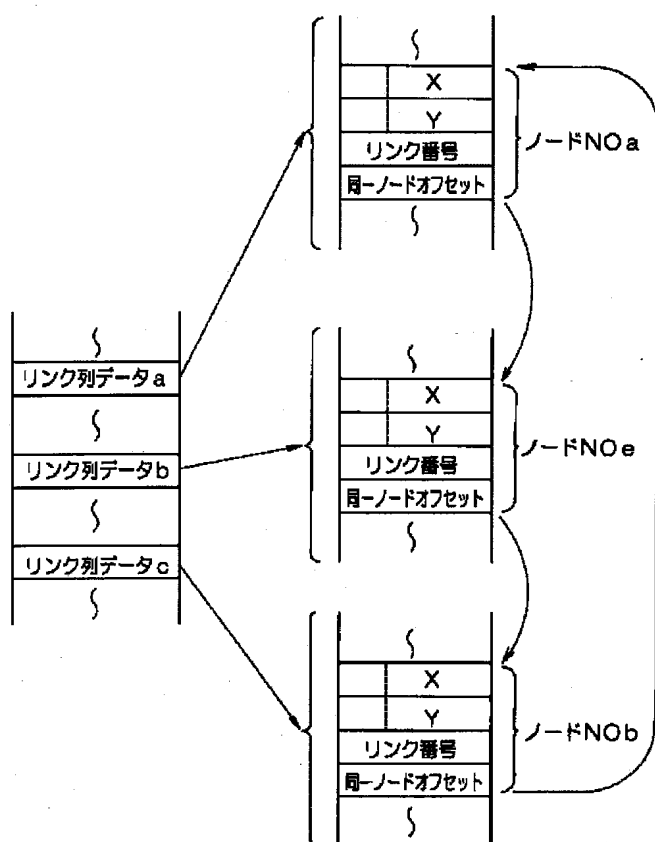 X
Y
リンク番号
同一ノードオフセット
ノードNOa
リンク列データa
リンク列データb
リンク列データc
X
Y
リンク番号
同一ノードオフセット
ノードNOe
X
Y
リンク番号
同一ノードオフセット
ノードNOb